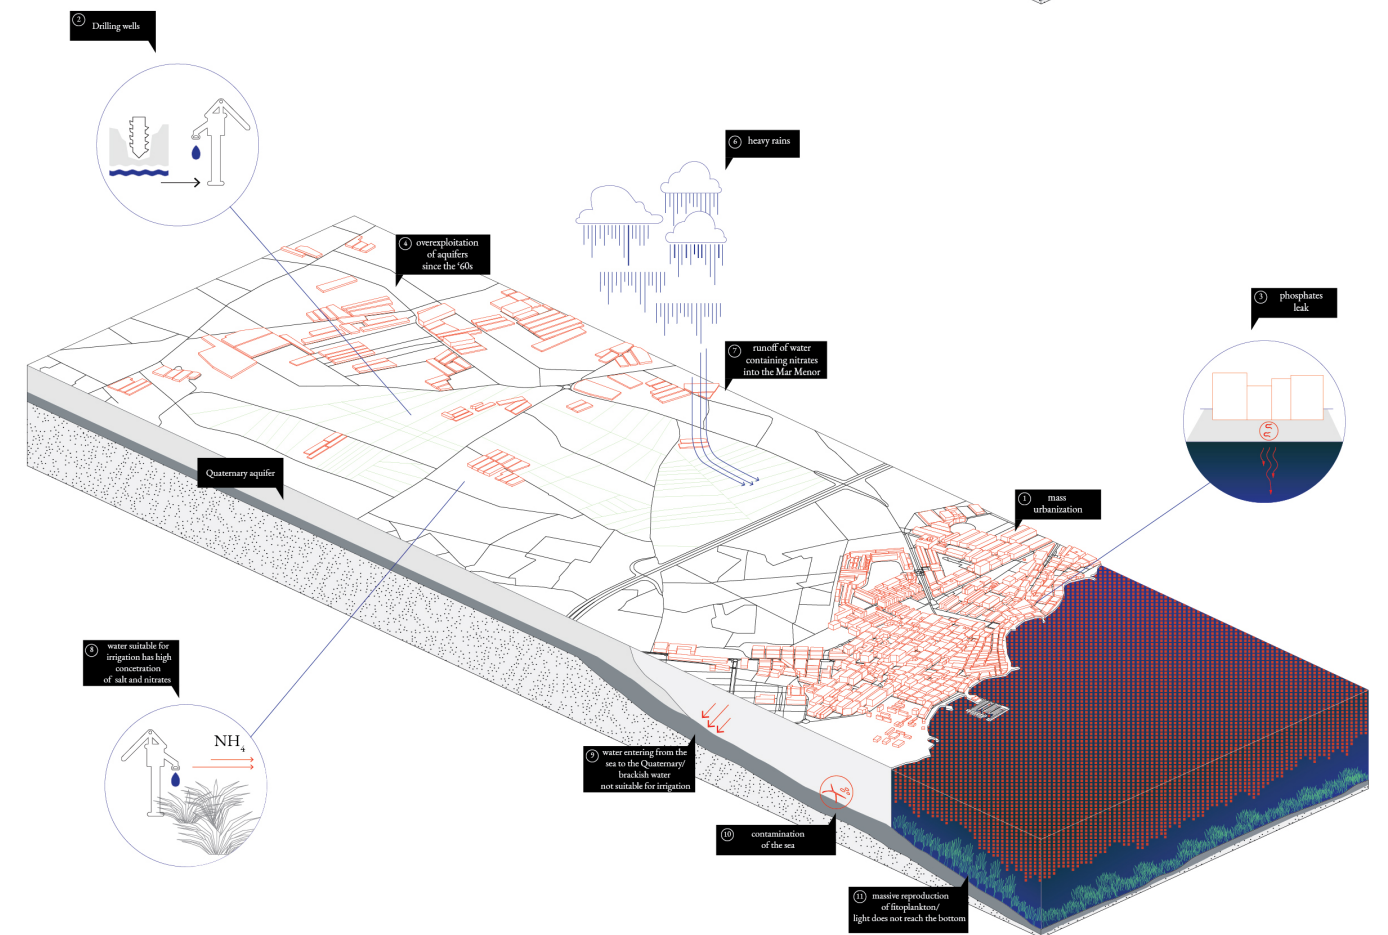 2 Drilling wells
6 heavy rains
4 overexploitation
of aquifers
since the ‘60s
3 phosphates
leak
7 runoff of water
containing nitrates
into the Mar Menor
Quaternary aquifer
1 mass
urbanization
8 water suitable for
irrigation has high
concetration
of salt and nitrates
NH4
9 water entering from the
sea to the Quaternary/
brackish water
not suitable for irrigation
10 contamination
of the sea
11 massive reproduction
of fitoplankton/
light does not reach the bottom